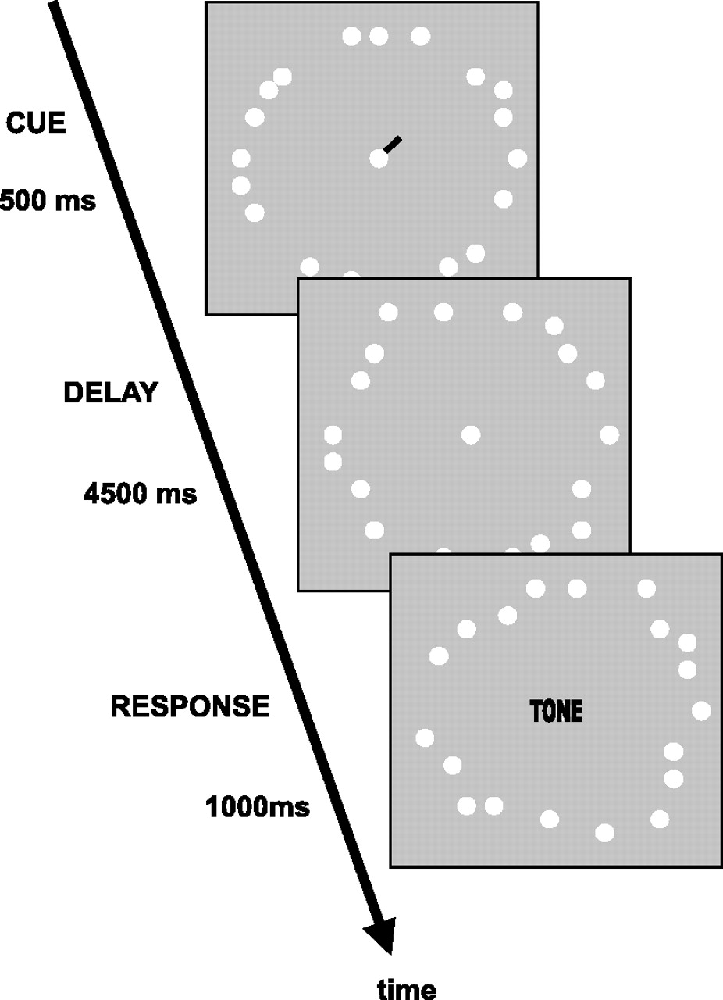 CUE
500 ms
DELAY
4500 ms
RESPONSE
TONE
1000ms
time